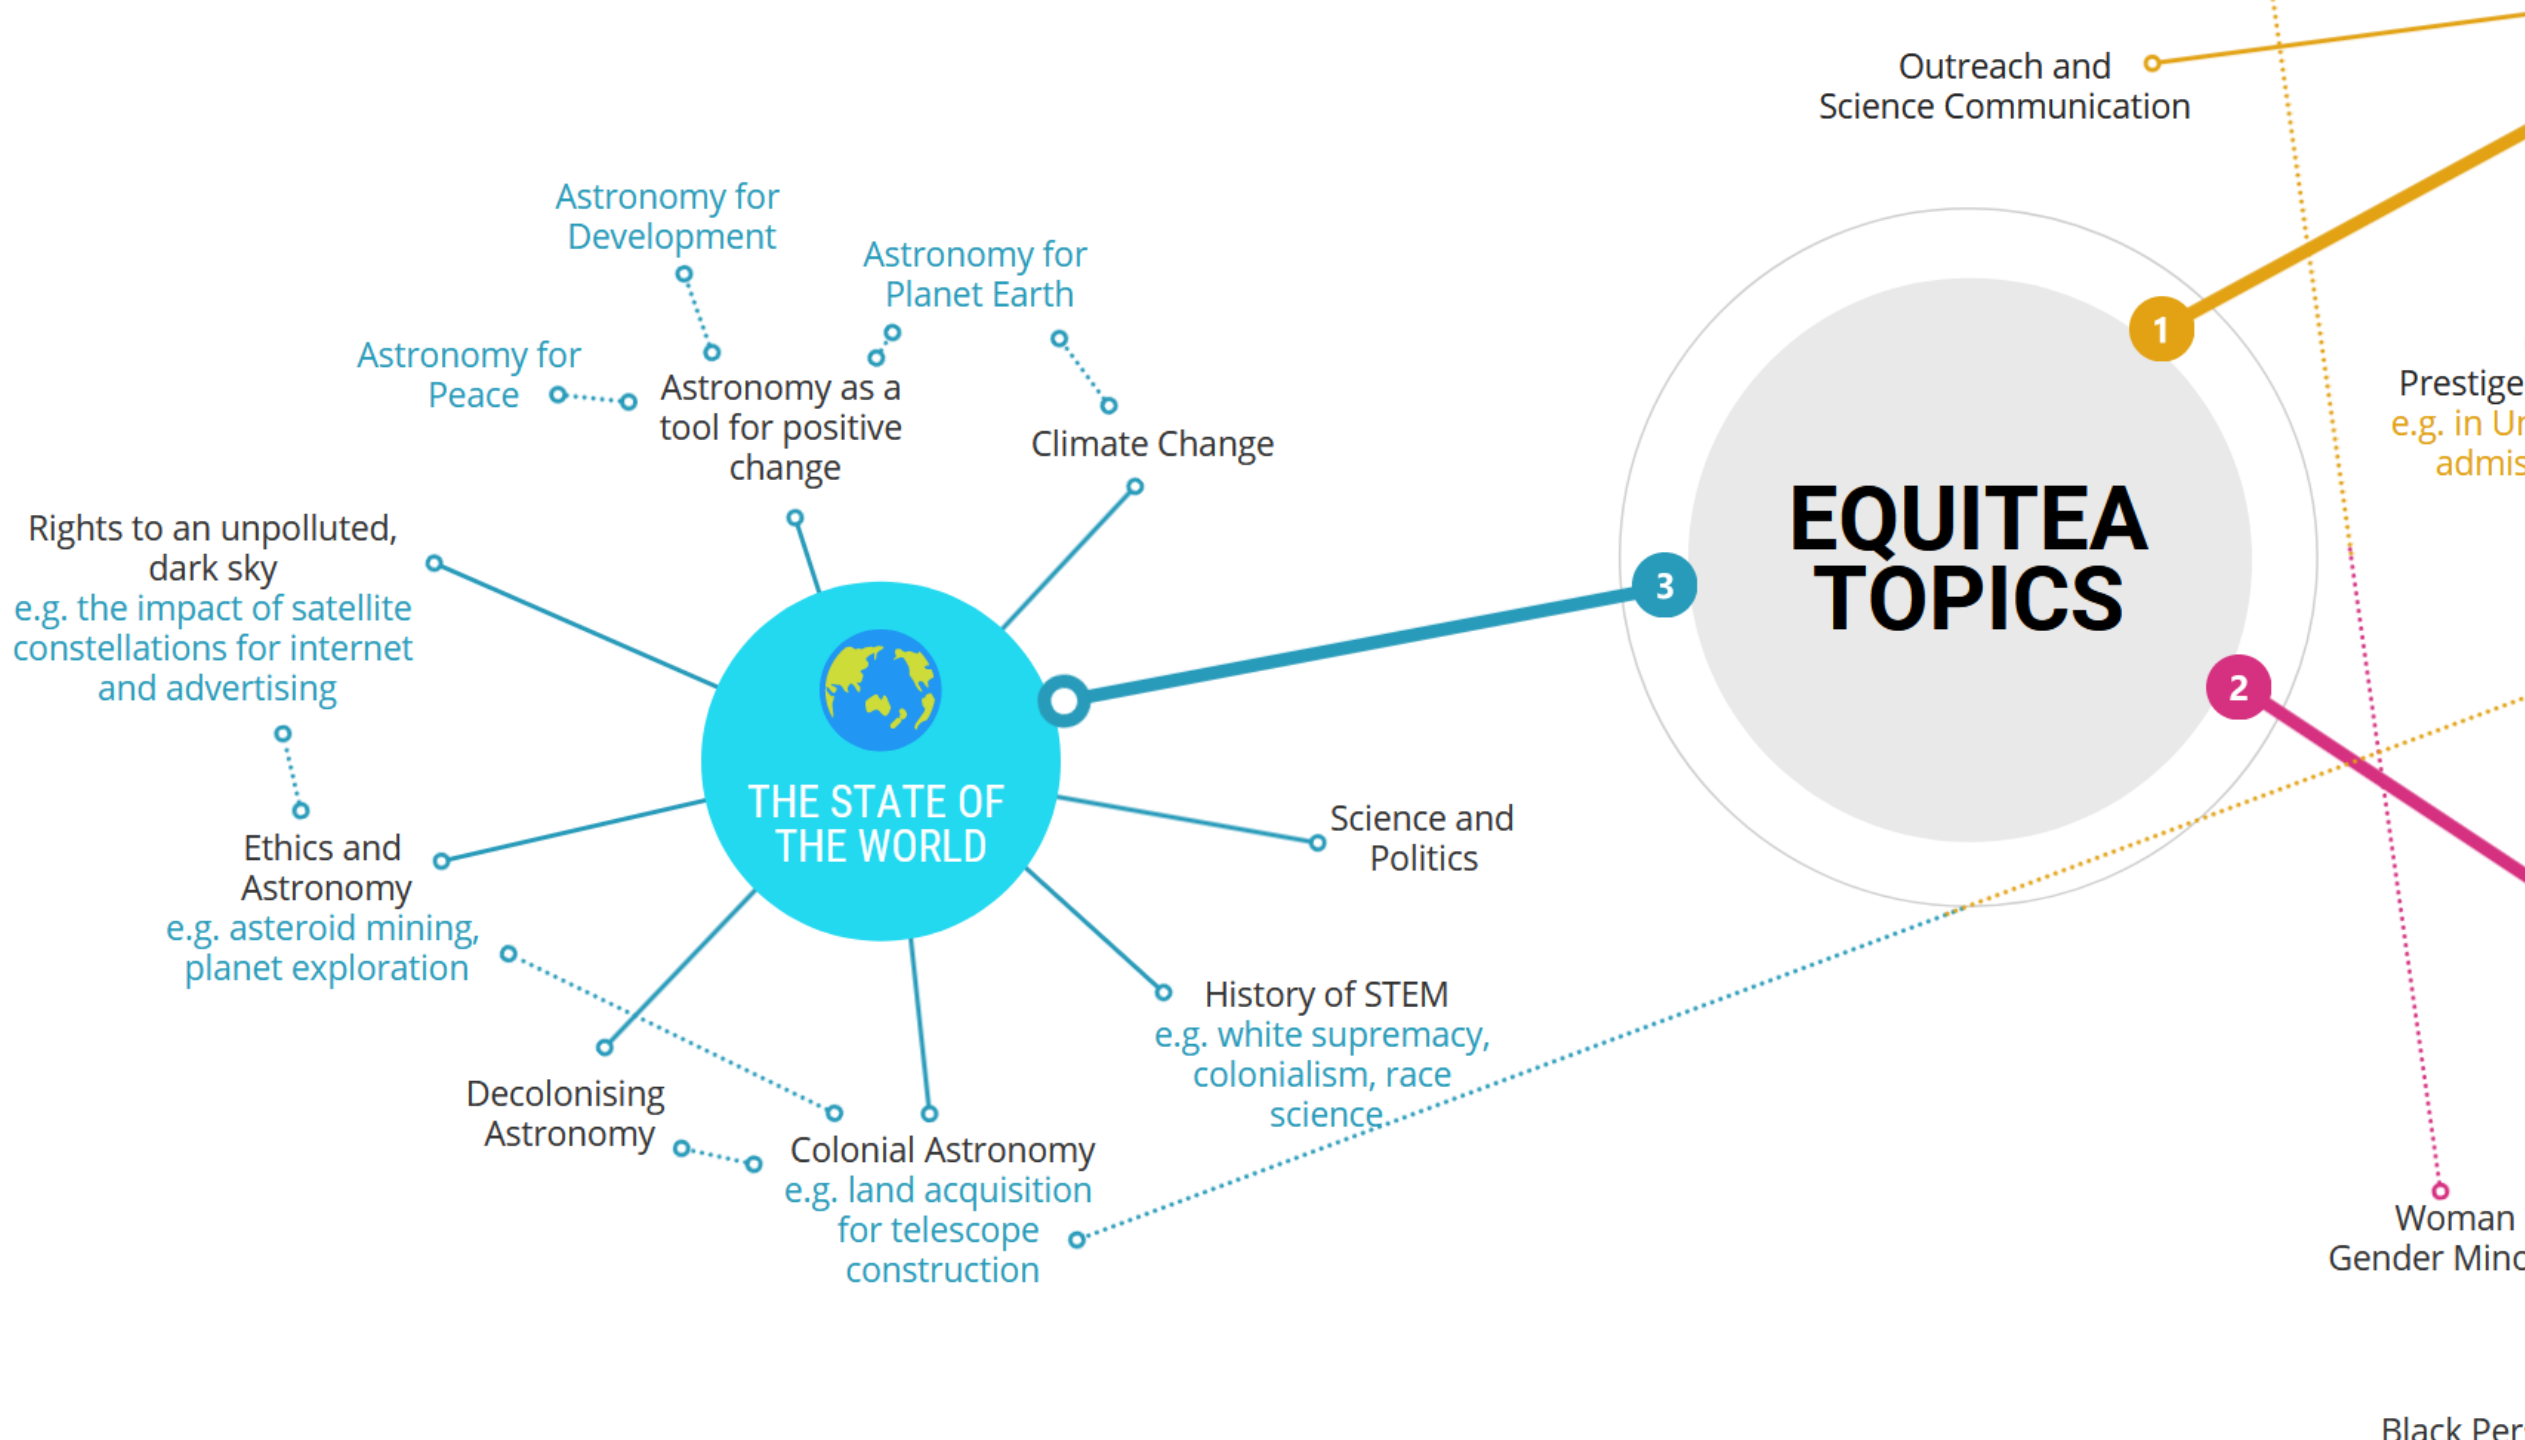 Outreach and
Science Communication
Astronomy for
Development
Astronomy for
Planet Earth
Astronomy for
Peace
Astronomy as a
tool for positive
change
Climate Change
Rights to an unpolluted,
dark sky
e.g. the impact of satellite
constellations for internet
and advertising
Ethics and
Astronomy
e.g. asteroid mining,
planet exploration
Decolonising
Astronomy
Colonial Astronomy
e.g. land acquisition
for telescope
construction
History of STEM
e.g. white supremacy,
colonialism, race
science
Science and
Politics
THE STATE OF
THE WORLD
3
EQUITEA
TOPICS
1
2
Prestige
e.g. in
Woman
Gender
Black